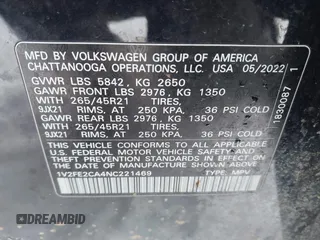 MFD BY VOLKSWAGEN GROUP OF AMERICA
CHATTANOOGA OPERATIONS, LLC. USA 05/2022
GVWR LBS 5842, KG 2650
GAWR FRONT LBS 2976, KG 1350
WITH 265/45R21 TIRES,
9JX21 RIMS, AT 250 KPA/ 36 PSI COLD
GAWR REAR LBS 2976, KG 1350
WITH 265/45R21 TIRES,
9JX21 RIMS, AT 250 KPA/ 36 PSI COLD
THIS VEHICLE CONFORMS TO ALL APPLICABLE
U.S. FEDERAL MOTOR VEHICLE SAFETY
AND THEFT PREVENTION STANDARDS IN EFFECT
ON THE DATE OF MANUFACTURE SHOWN ABOVE.
1V2FE2CA4NC221469 TYPE: MPV
1830087 1
DREAMBID